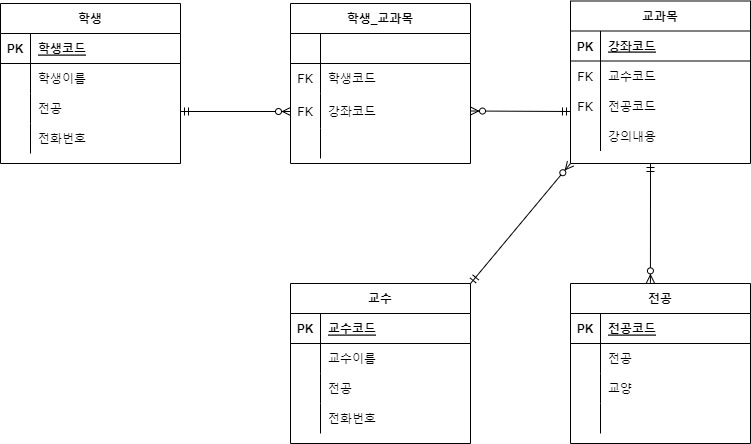 학생
PK 학생코드
학생이름
전공
전화번호
학생_교과목
FK 학생코드
FK 강좌코드
교과목
PK 강좌코드
FK 교수코드
FK 전공코드
강의내용
교수
PK 교수코드
교수이름
전공
전화번호
전공
PK 전공코드
전공
교양